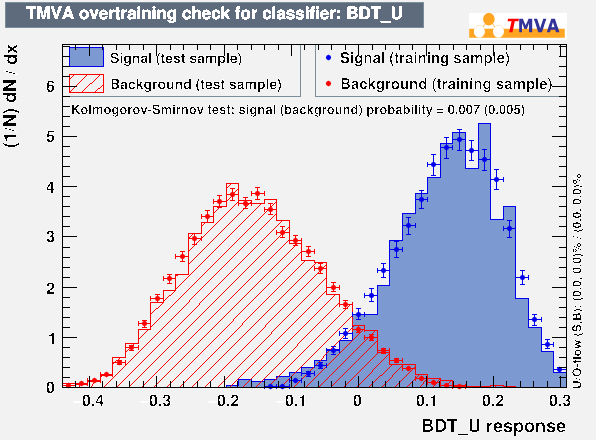 TMVA overtraining check for classifier: BDT_U
TMVA
Signal (test sample)
Signal (training sample)
Background (test sample)
Background (training sample)
Kolmogorov-Smirnov test: signal (background) probability = 0.007 (0.005)
(1/N) dN / dx
6
5
4
3
2
1
0
-0.4 -0.3 -0.2 -0.1 0 0.1 0.2 0.3
BDT_U response
U/O-flow (S,B): (0.0, 0.0)% / (0.0, 0.0)%